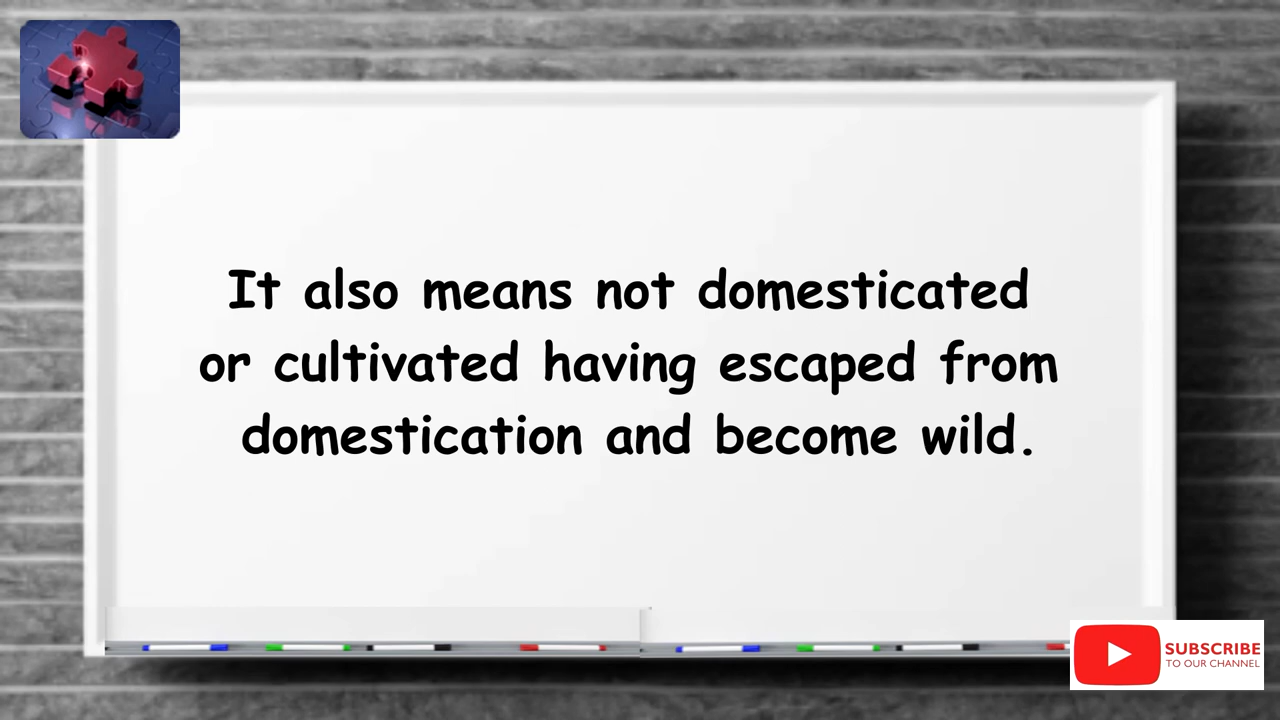 It also means not domesticated
or cultivated having escaped from
domestication and become wild.
SUBSCRIBE
TO OUR CHANNEL